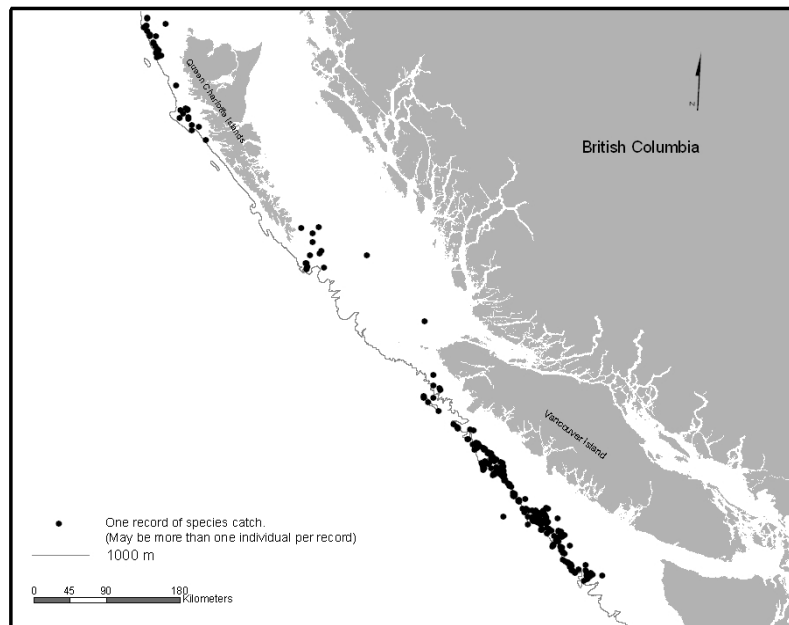 Queen Charlotte Islands
N
British Columbia
Vancouver Island
One record of species catch.
(May be more than one individual per record)
1000 m
0 45 90 180
Kilometers